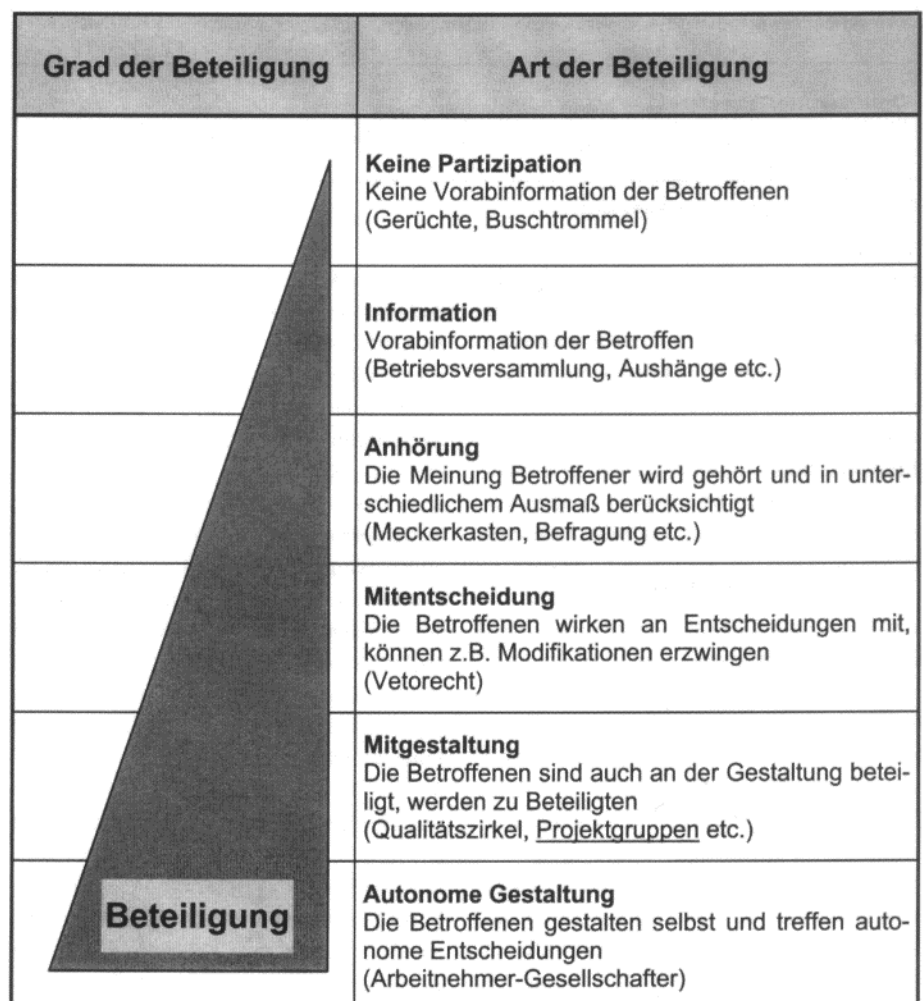 Grad der Beteiligung
Art der Beteiligung
Keine Partizipation
Keine Vorabinformation der Betroffenen
(Gerüchte, Buschtrommel)
Information
Vorabinformation der Betroffen
(Betriebsversammlung, Aushänge etc.)
Anhörung
Die Meinung Betroffener wird gehört und in unter-
schiedlichem Ausmaß berücksichtigt
(Meckerkasten, Befragung etc.)
Mitentscheidung
Die Betroffenen wirken an Entscheidungen mit,
können z.B. Modifikationen erzwingen
(Vetorecht)
Mitgestaltung
Die Betroffenen sind auch an der Gestaltung betei-
ligt, werden zu Beteiligten
(Qualitätszirkel, Projektgruppen etc.)
Beteiligung
Autonome Gestaltung
Die Betroffenen gestalten selbst und treffen auto-
nome Entscheidungen
(Arbeitnehmer-Gesellschafter)